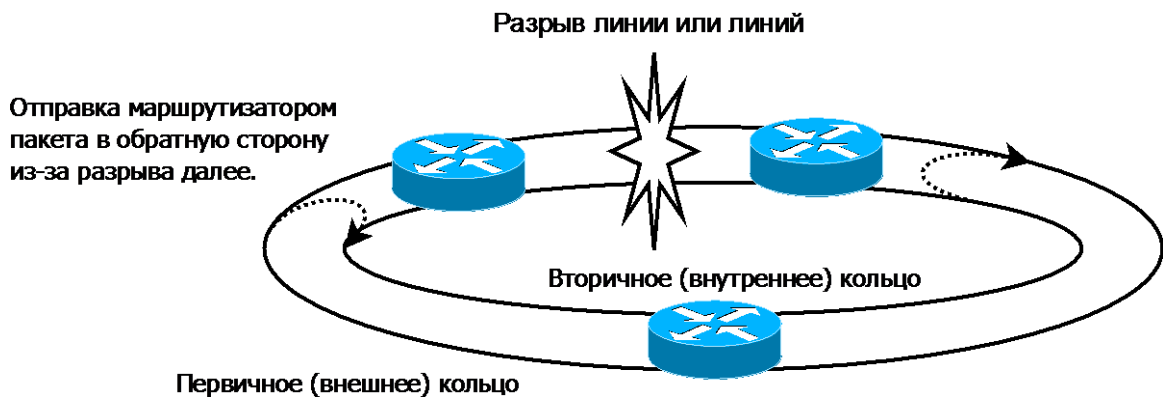 Разрыв линии или линий
Отправка маршрутизатором
пакета в обратную сторону
из-за разрыва далее.
Вторичное (внутреннее) кольцо
Первичное (внешнее) кольцо